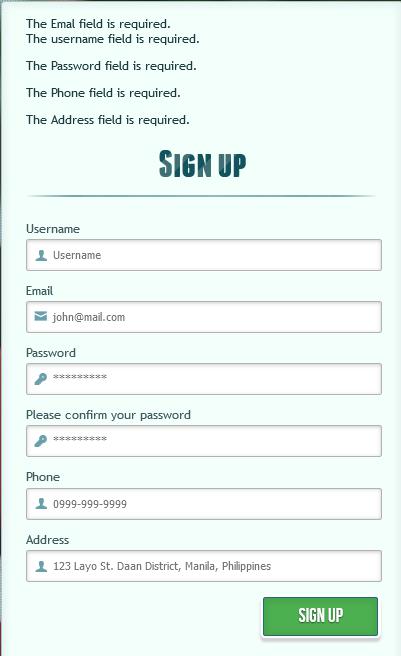 The Emal field is required.
The username field is required.
The Password field is required.
The Phone field is required.
The Address field is required.
Sign up
Username
Username
Email
john@mail.com
Password
*********
Please confirm your password
*********
Phone
0999-999-9999
Address
123 Layo St. Daan District, Manila, Philippines
SIGN UP